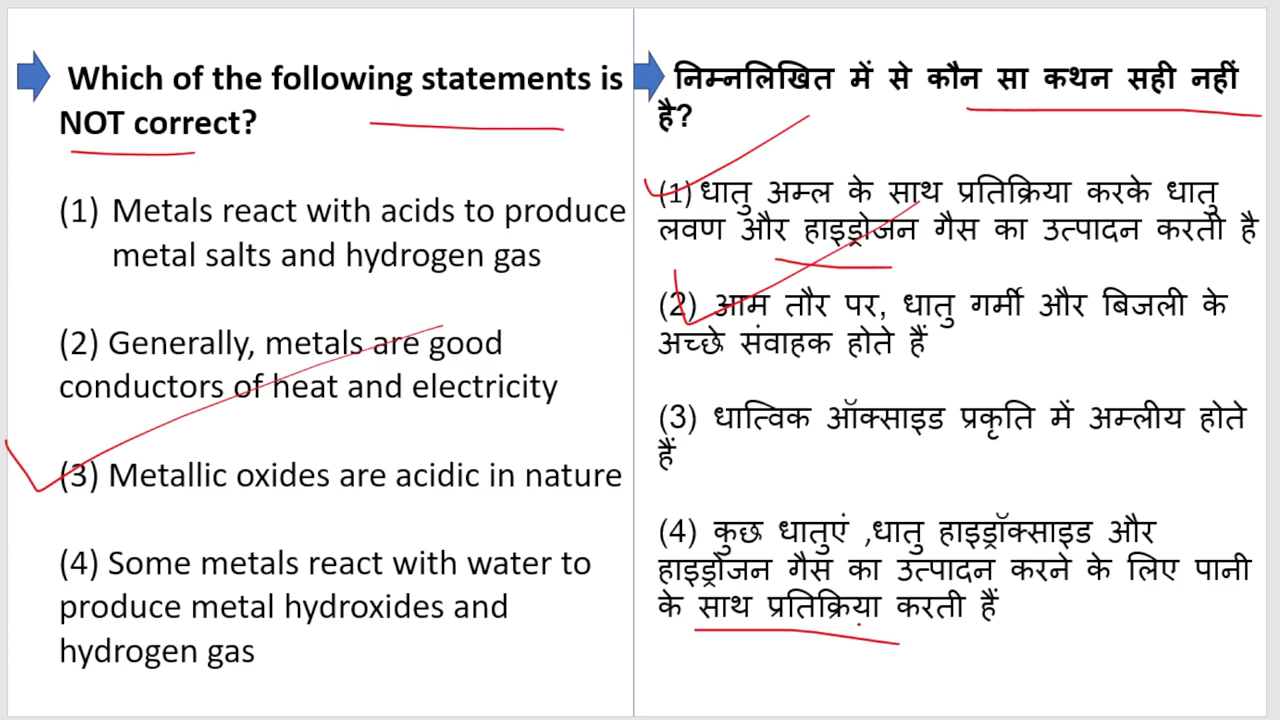 Which of the following statements is
NOT correct?
(1) Metals react with acids to produce
metal salts and hydrogen gas
(2) Generally, metals are good
conductors of heat and electricity
(3) Metallic oxides are acidic in nature
(4) Some metals react with water to
produce metal hydroxides and
hydrogen gas
निम्नलिखित में से कौन सा कथन सही नहीं
है?
(1) धातु अम्ल के साथ प्रतिक्रिया करके धातु
लवण और हाइड्रोजन गैस का उत्पादन करती है
(2) आम तौर पर, धातु गर्मी और बिजली के
अच्छे संवाहक होते हैं
(3) धात्विक ऑक्साइड प्रकृति में अम्लीय होते
हैं
(4) कुछ धातुएं ,धातु हाइड्रॉक्साइड और
हाइड्रोजन गैस का उत्पादन करने के लिए पानी
के साथ प्रतिक्रिया करती हैं